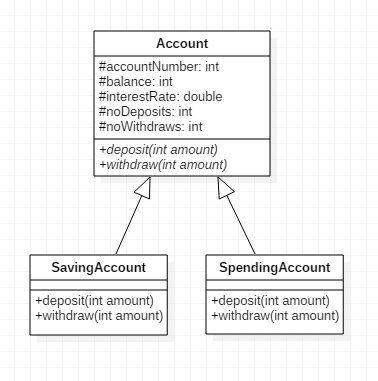 Account
#accountNumber: int
#balance: int
#interestRate: double
#noDeposits: int
#noWithdraws: int
+deposit(int amount)
+withdraw(int amount)
SavingAccount
+deposit(int amount)
+withdraw(int amount)
SpendingAccount
+deposit(int amount)
+withdraw(int amount)